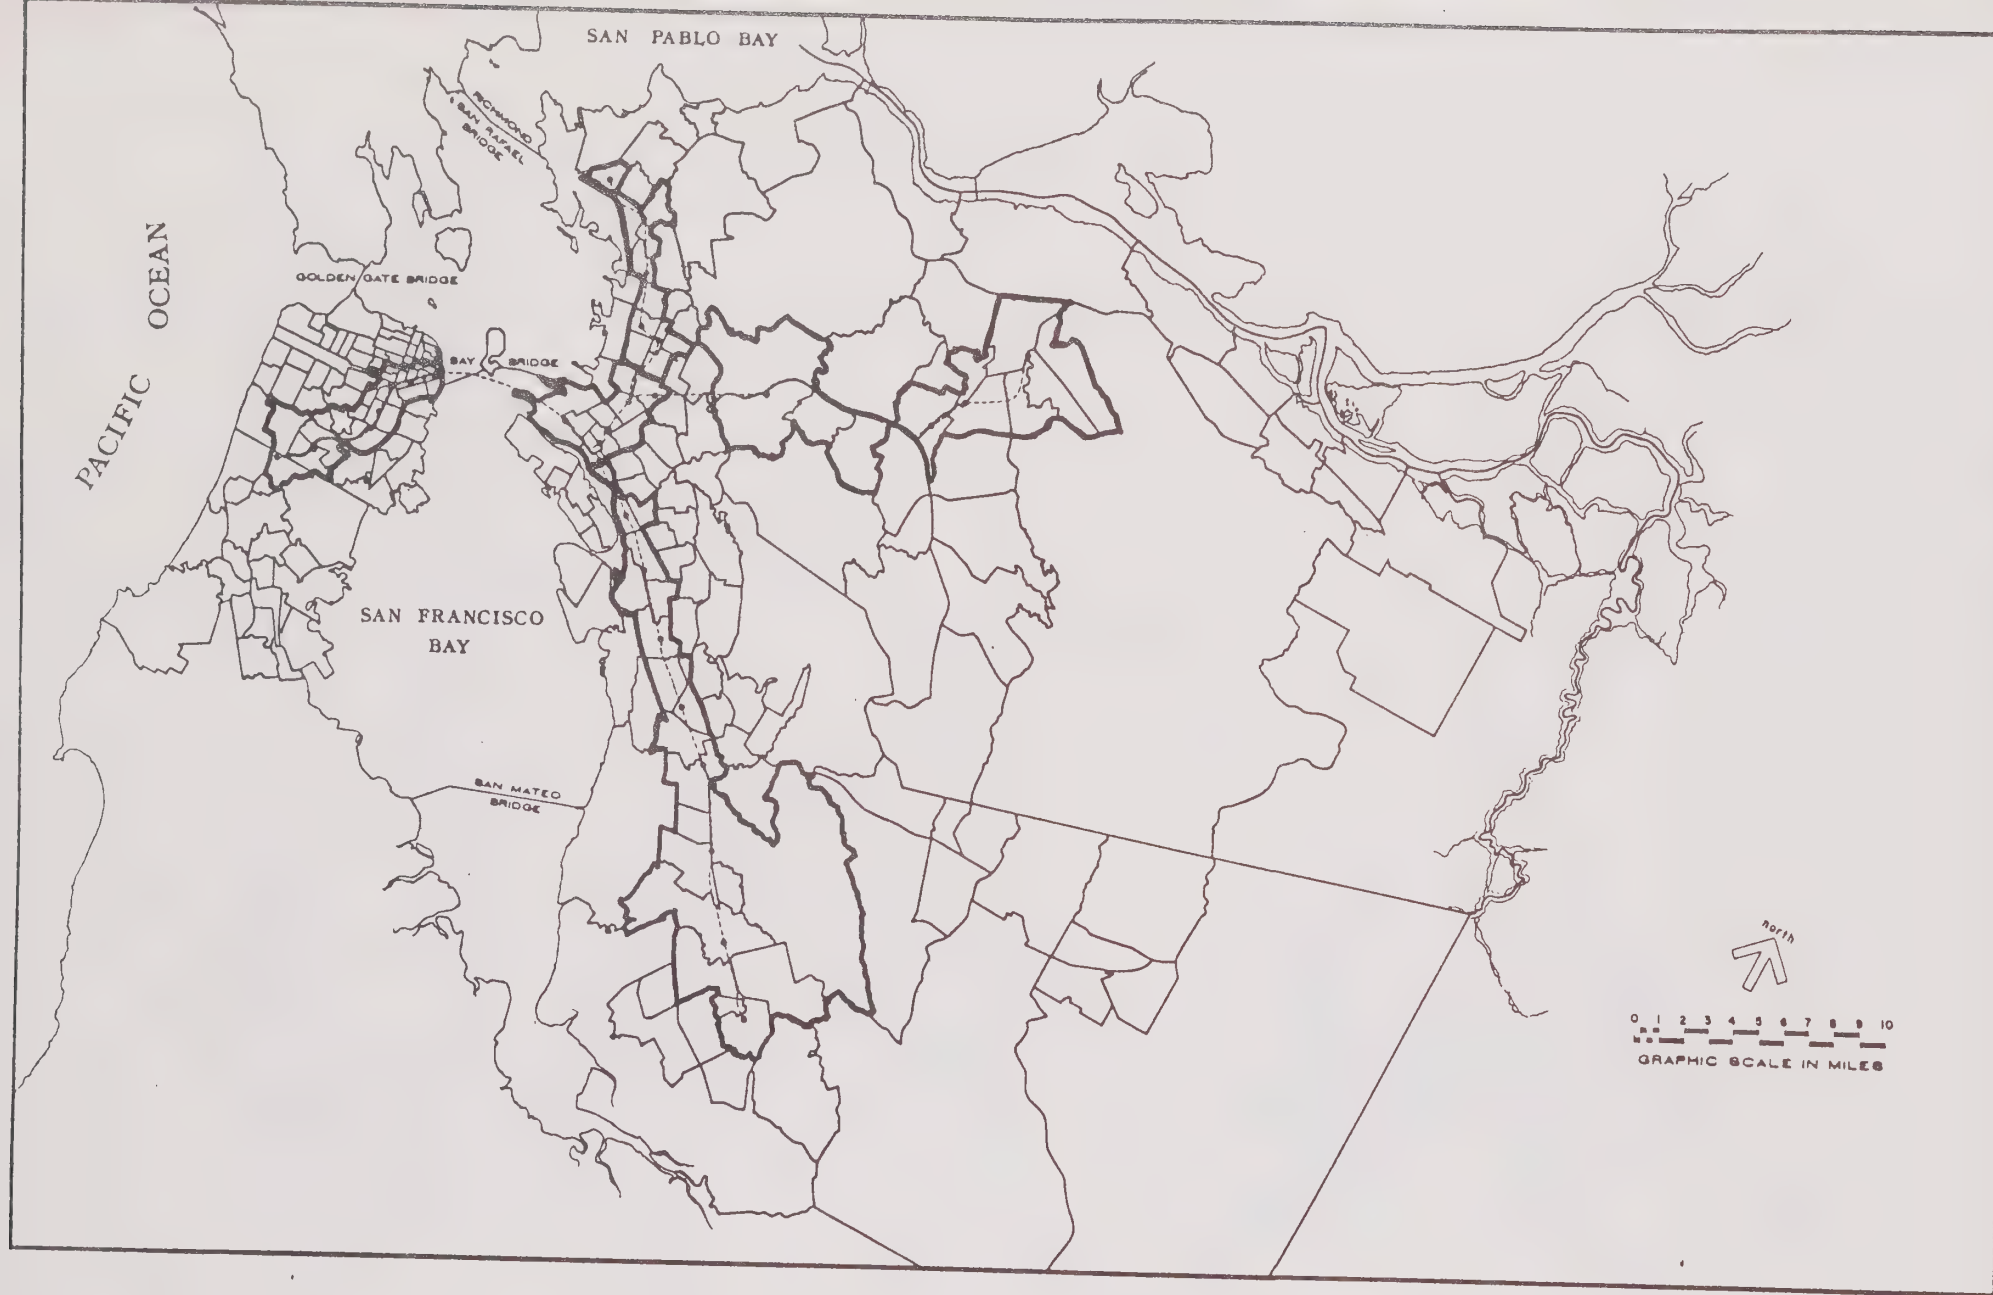 SAN PABLO BAY
RICHMOND
SAN RAFAEL
BRIDGE
PACIFIC OCEAN
GOLDEN GATE BRIDGE
BAY BRIDGE
SAN FRANCISCO
BAY
SAN MATEO
BRIDGE
north
0 1 2 3 4 5 6 7 8 9 10
GRAPHIC SCALE IN MILES